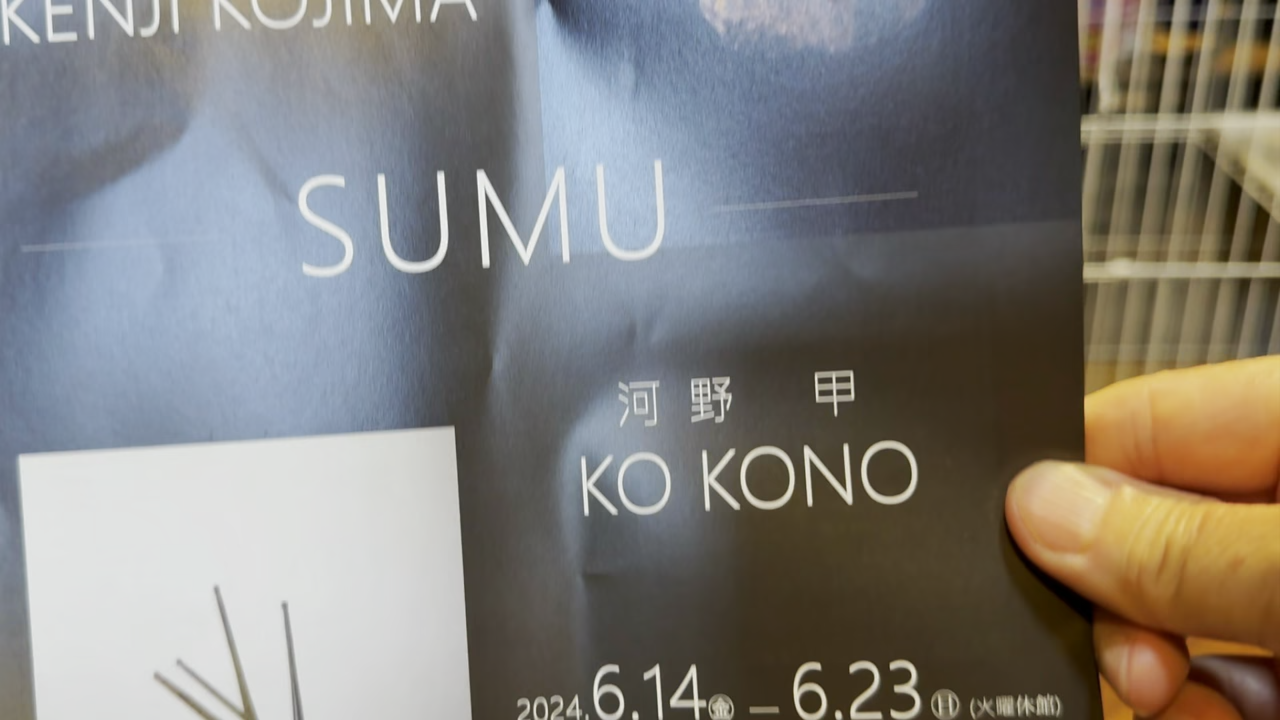 KENJI KOJIMA
SUMU
河野 甲
KO KONO
2024.6.14㊎ — 6.23㊐ (火曜休館)